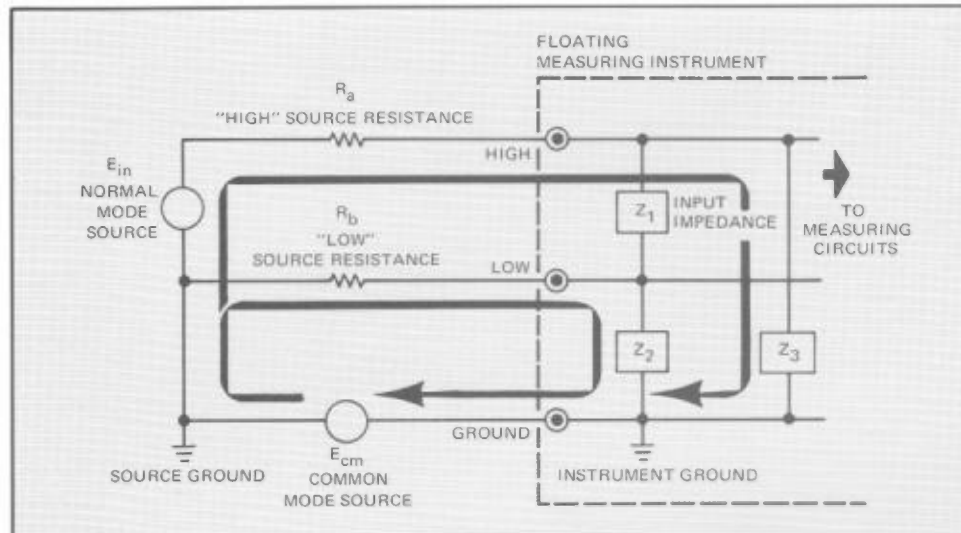 FLOATING
MEASURING INSTRUMENT
Ra
"HIGH" SOURCE RESISTANCE
HIGH
Ein
NORMAL
MODE
SOURCE
Z1
INPUT
IMPEDANCE
TO
MEASURING
CIRCUITS
Rb
"LOW"
SOURCE RESISTANCE
LOW
Z2
Z3
GROUND
SOURCE GROUND
Ecm
COMMON
MODE SOURCE
INSTRUMENT GROUND